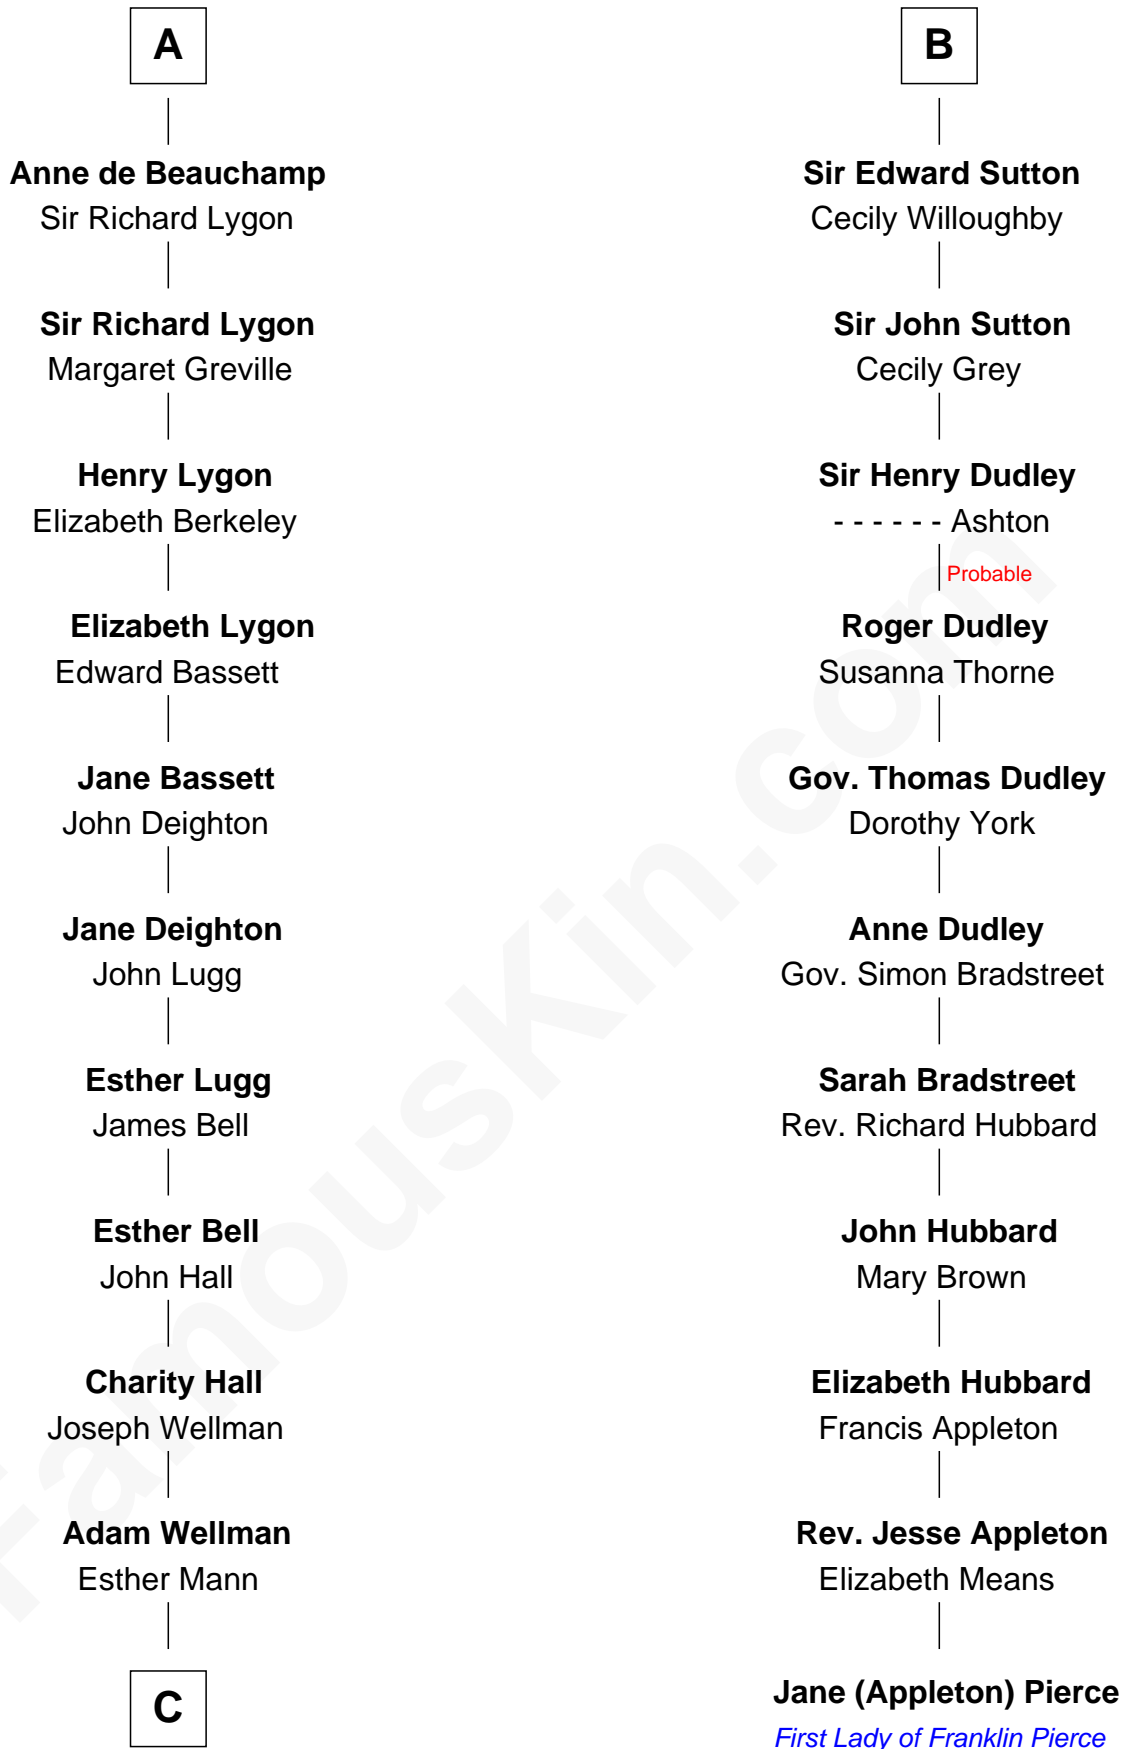 A
Anne de Beauchamp
Sir Richard Lygon
Sir Richard Lygon
Margaret Greville
Henry Lygon
Elizabeth Berkeley
Elizabeth Lygon
Edward Bassett
Jane Bassett
John Deighton
Jane Deighton
John Lugg
Esther Lugg
James Bell
Esther Bell
John Hall
Charity Hall
Joseph Wellman
Adam Wellman
Esther Mann
C
B
Sir Edward Sutton
Cecily Willoughby
Sir John Sutton
Cecily Grey
Sir Henry Dudley
- - - - - - Ashton
Probable
Roger Dudley
Susanna Thorne
Gov. Thomas Dudley
Dorothy York
Anne Dudley
Gov. Simon Bradstreet
Sarah Bradstreet
Rev. Richard Hubbard
John Hubbard
Mary Brown
Elizabeth Hubbard
Francis Appleton
Rev. Jesse Appleton
Elizabeth Means
Jane (Appleton) Pierce
First Lady of Franklin Pierce
FamousKin.com